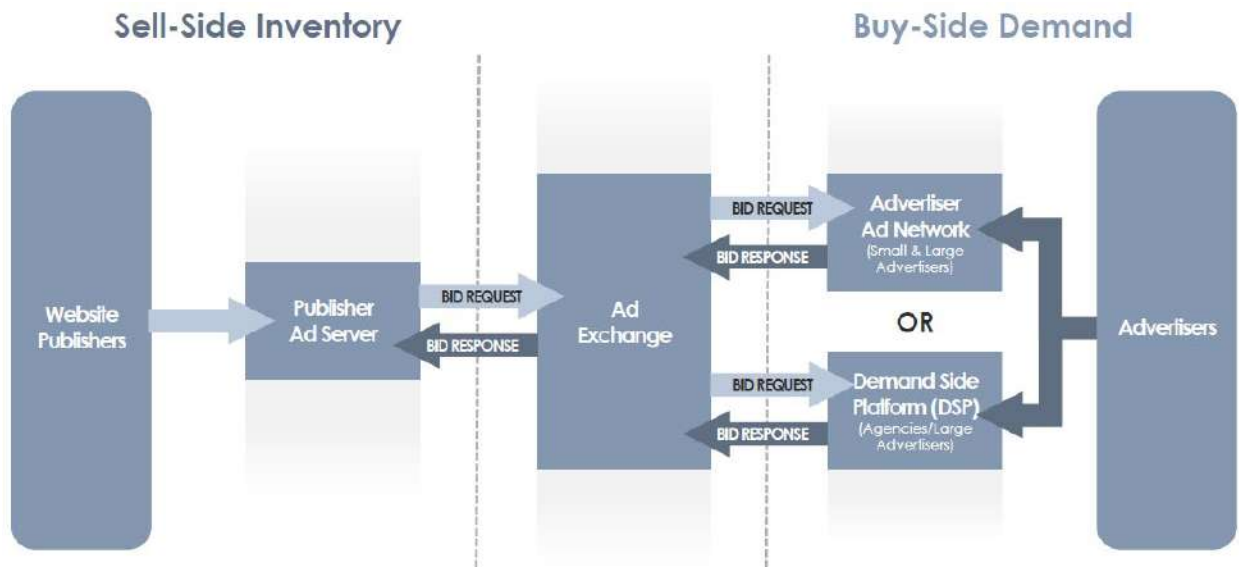 Sell-Side Inventory
Buy-Side Demand
Website
Publishers
Publisher
Ad Server
BID REQUEST
BID RESPONSE
Ad
Exchange
BID REQUEST
BID RESPONSE
BID REQUEST
BID RESPONSE
Advertiser
Ad Network
(Small & Large
Advertisers)
OR
Demand Side
Platform (DSP)
(Agencies/Large
Advertisers)
Advertisers